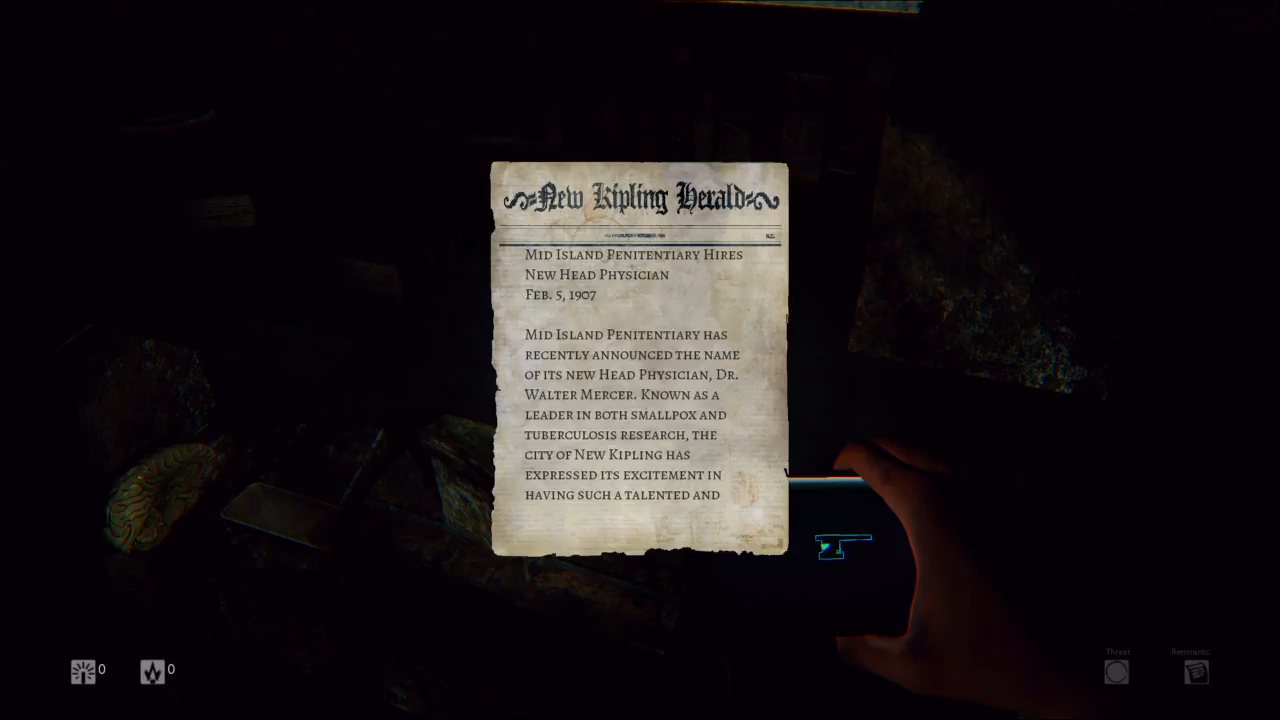 New Kipling Herald
Mid Island Penitentiary Hires
New Head Physician
Feb. 5, 1907
Mid Island Penitentiary has
recently announced the name
of its new Head Physician, Dr.
Walter Mercer. Known as a
leader in both smallpox and
tuberculosis research, the
city of New Kipling has
expressed its excitement in
having such a talented and
0 0
Threat Remnants